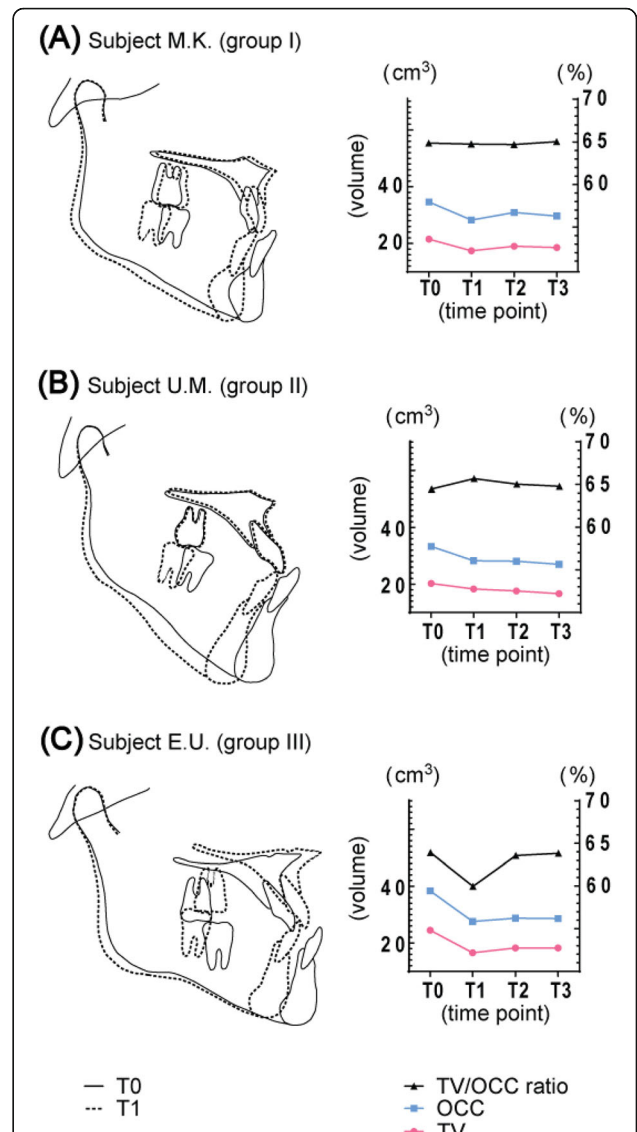 (A) Subject M.K. (group I)
(cm3) (%)
70
65
60
(volume)
40
20
T0 T1 T2 T3
(time point)
(B) Subject U.M. (group II)
(cm3) (%)
70
65
60
(volume)
40
20
T0 T1 T2 T3
(time point)
(C) Subject E.U. (group III)
(cm3) (%)
70
65
60
(volume)
40
20
T0 T1 T2 T3
(time point)
T0
T1
TV/OCC ratio
OCC
TV